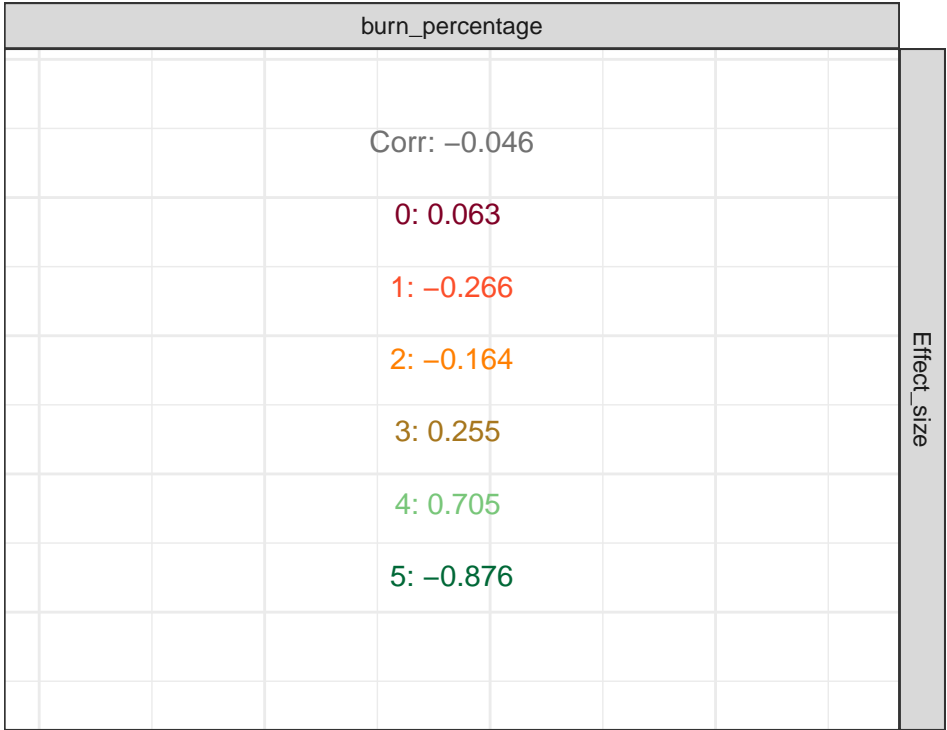 burn_percentage
Corr: −0.046
0: 0.063
1: −0.266
2: −0.164
3: 0.255
4: 0.705
5: −0.876
Effect_size